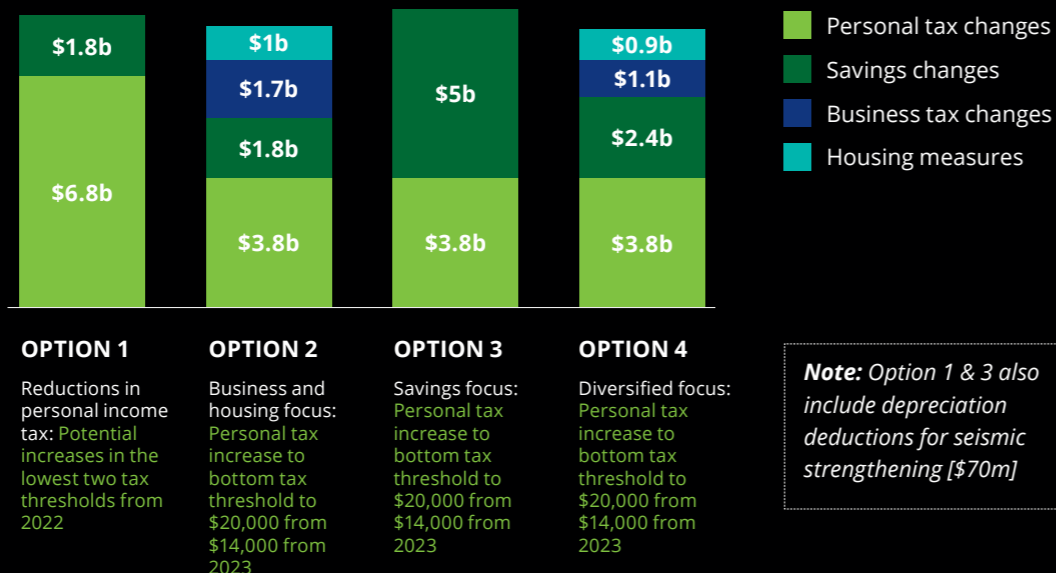 $1.8b
$6.8b
$1b
$1.7b
$1.8b
$3.8b
$5b
$3.8b
$0.9b
$1.1b
$2.4b
$3.8b
Personal tax changes
Savings changes
Business tax changes
Housing measures
OPTION 1
Reductions in
personal income
tax: Potential
increases in the
lowest two tax
thresholds from
2022
OPTION 2
Business and
housing focus:
Personal tax
increase to
bottom tax
threshold to
$20,000 from
$14,000 from
2023
OPTION 3
Savings focus:
Personal tax
increase to
bottom tax
threshold to
$20,000 from
$14,000 from
2023
OPTION 4
Diversified focus:
Personal tax
increase to
bottom tax
threshold to
$20,000 from
$14,000 from
2023
Note: Option 1 & 3 also
include depreciation
deductions for seismic
strengthening [$70m]